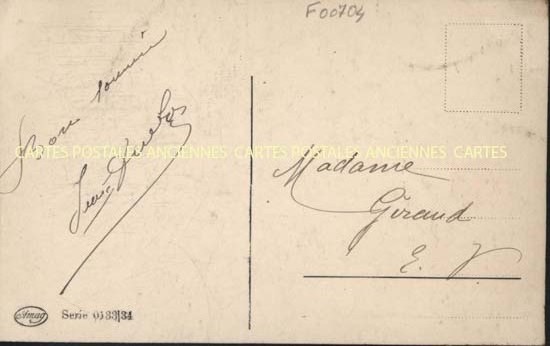 F00704
Bon souvenir
CARTES POSTALES ANCIENNES CARTES POSTALES ANCIENNES CARTES
Madame
Giraud
E. V
Amag Serie 0133/34